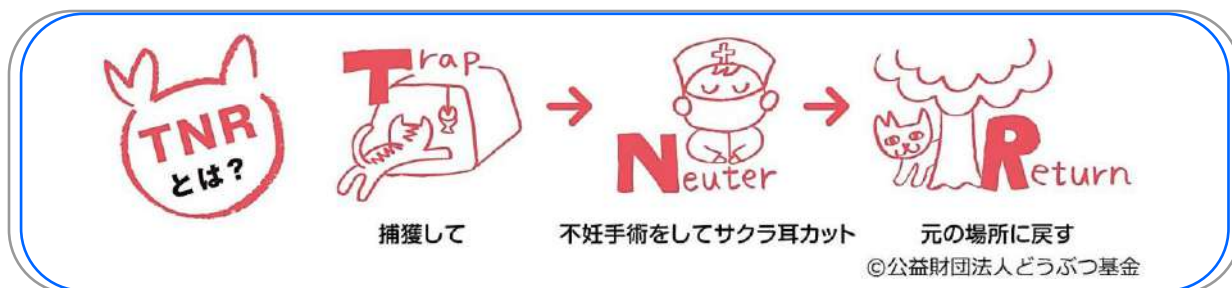 TNR
とは?
Trap
Neuter
Return
捕獲して
不妊手術をしてサクラ耳カット
元の場所に戻す
©公益財団法人どうぶつ基金